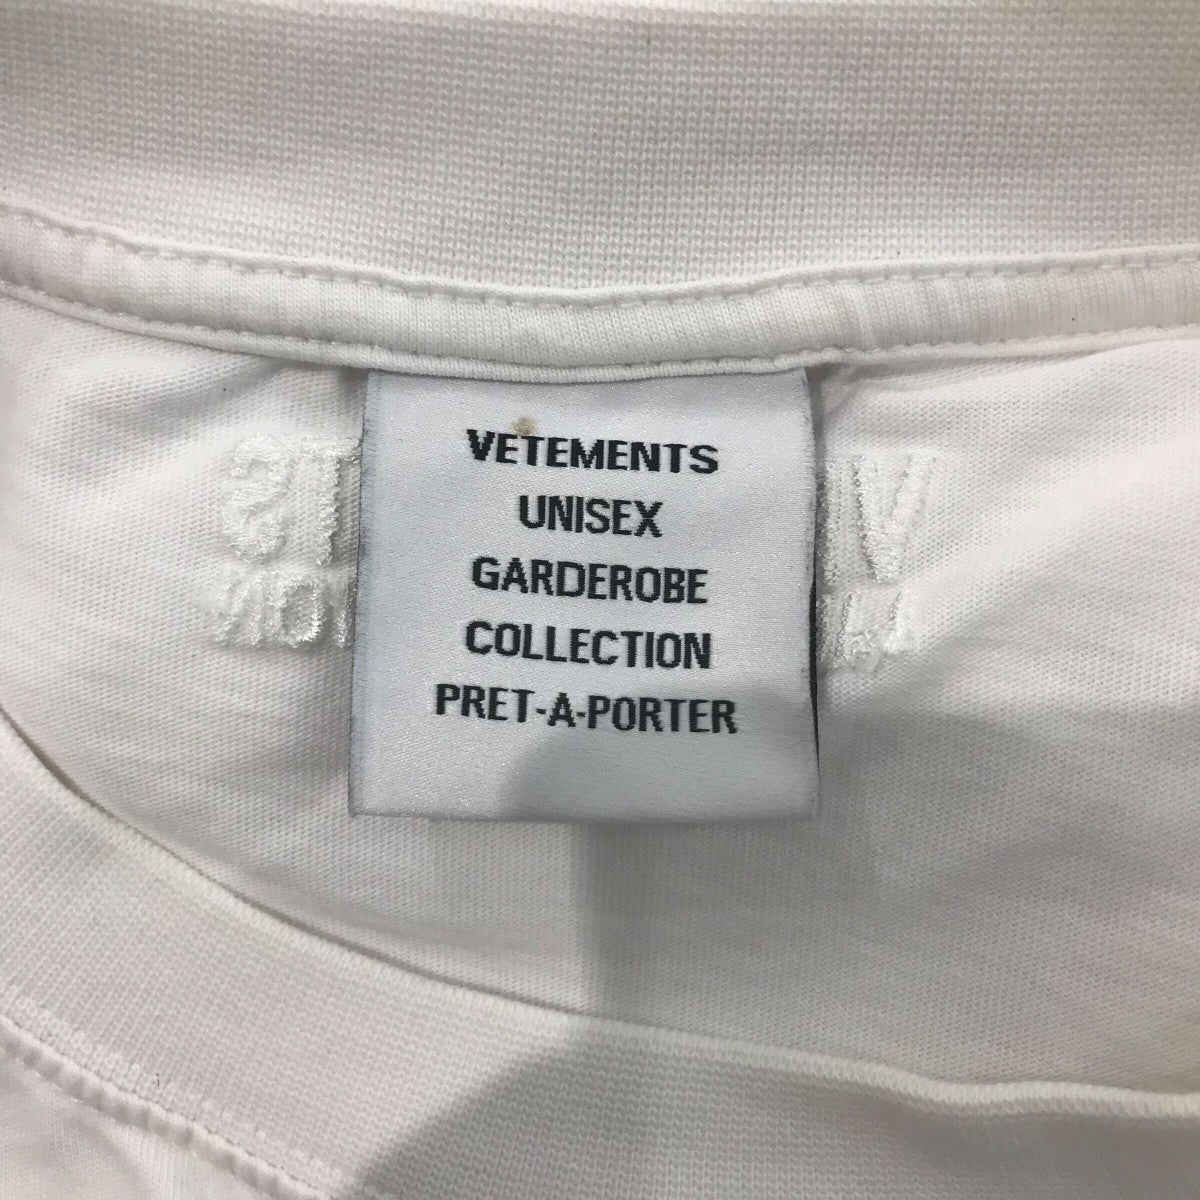 VETEMENTS
UNISEX
GARDEROBE
COLLECTION
PRET-A-PORTER